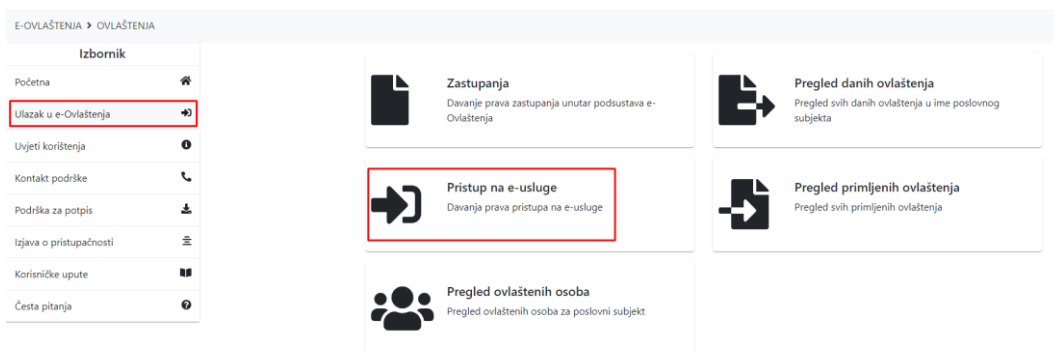 E-OVLAŠTENJA > OVLAŠTENJA
Izbornik
Početna
Ulazak u e-Ovlaštenja
Uvjeti korištenja
Kontakt podrške
Podrška za potpis
Izjava o pristupačnosti
Korisničke upute
Česta pitanja
Zastupanja
Davanje prava zastupanja unutar podsustava e-
Ovlaštenja
Pregled danih ovlaštenja
Pregled svih danih ovlaštenja u ime poslovnog
subjekta
Pristup na e-usluge
Davanja prava pristupa na e-usluge
Pregled primljenih ovlaštenja
Pregled svih primljenih ovlaštenja
Pregled ovlaštenih osoba
Pregled ovlaštenih osoba za poslovni subjekt